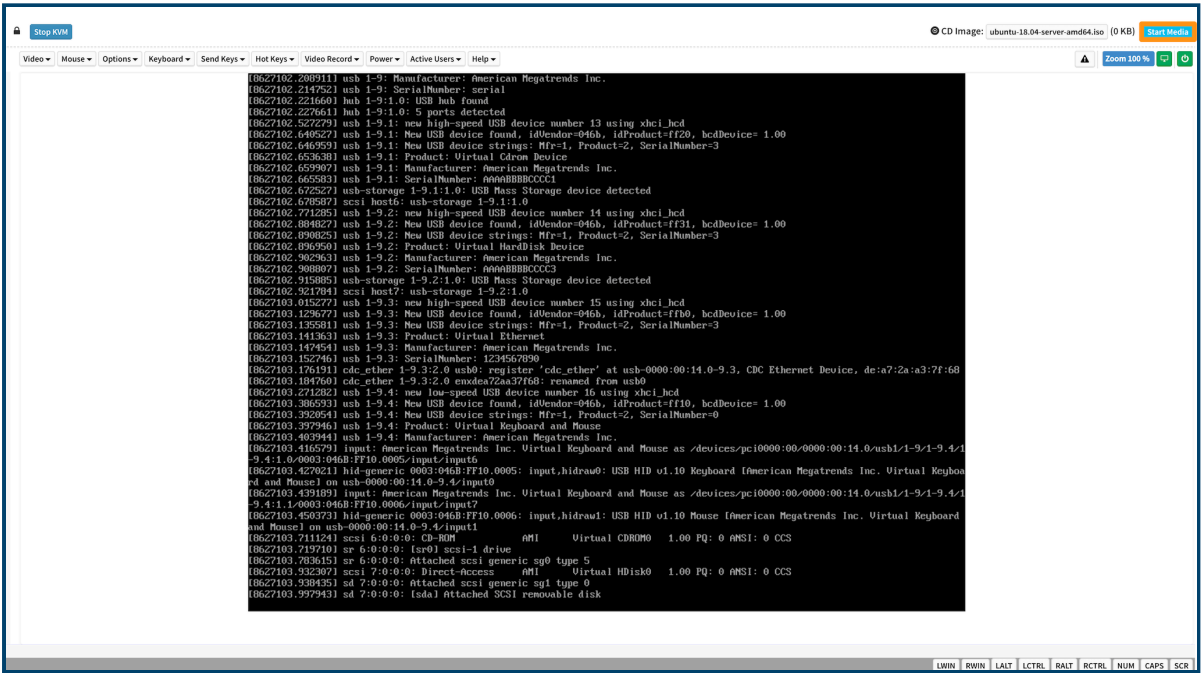 Stop KVM
CD Image: ubuntu-18.04-server-amd64.iso (0 KB) Start Media
Video Mouse Options Keyboard Send Keys Hot Keys Video Record Power Active Users Help
Zoom 100 %
[8627102.208911] usb 1-9: Manufacturer: American Megatrends Inc.
[8627102.214752] usb 1-9: SerialNumber: serial
[8627102.221660] hub 1-9:1.0: USB hub found
[8627102.227661] hub 1-9:1.0: 5 ports detected
[8627102.527279] usb 1-9.1: new high-speed USB device number 13 using xhci_hcd
[8627102.640527] usb 1-9.1: New USB device found, idVendor=046b, idProduct=ff20, bcdDevice= 1.00
[8627102.646959] usb 1-9.1: New USB device strings: Mfr=1, Product=2, SerialNumber=3
[8627102.653638] usb 1-9.1: Product: Virtual Cdrom Device
[8627102.659907] usb 1-9.1: Manufacturer: American Megatrends Inc.
[8627102.665583] usb 1-9.1: SerialNumber: AAAABBBBCCCC1
[8627102.672527] usb-storage 1-9.1:1.0: USB Mass Storage device detected
[8627102.678587] scsi host6: usb-storage 1-9.1:1.0
[8627102.771285] usb 1-9.2: new high-speed USB device number 14 using xhci_hcd
[8627102.884827] usb 1-9.2: New USB device found, idVendor=046b, idProduct=ff31, bcdDevice= 1.00
[8627102.890825] usb 1-9.2: New USB device strings: Mfr=1, Product=2, SerialNumber=3
[8627102.896950] usb 1-9.2: Product: Virtual HardDisk Device
[8627102.902963] usb 1-9.2: Manufacturer: American Megatrends Inc.
[8627102.908807] usb 1-9.2: SerialNumber: AAAABBBBCCCC3
[8627102.915885] usb-storage 1-9.2:1.0: USB Mass Storage device detected
[8627102.921784] scsi host7: usb-storage 1-9.2:1.0
[8627103.015277] usb 1-9.3: new high-speed USB device number 15 using xhci_hcd
[8627103.129677] usb 1-9.3: New USB device found, idVendor=046b, idProduct=ffb0, bcdDevice= 1.00
[8627103.135581] usb 1-9.3: New USB device strings: Mfr=1, Product=2, SerialNumber=3
[8627103.141363] usb 1-9.3: Product: Virtual Ethernet
[8627103.147454] usb 1-9.3: Manufacturer: American Megatrends Inc.
[8627103.152746] usb 1-9.3: SerialNumber: 1234567890
[8627103.176191] cdc_ether 1-9.3:2.0 usb0: register 'cdc_ether' at usb-0000:00:14.0-9.3, CDC Ethernet Device, de:a7:2a:a3:7f:68
[8627103.184760] cdc_ether 1-9.3:2.0 enxdea72aa37f68: renamed from usb0
[8627103.271282] usb 1-9.4: new low-speed USB device number 16 using xhci_hcd
[8627103.386593] usb 1-9.4: New USB device found, idVendor=046b, idProduct=ff10, bcdDevice= 1.00
[8627103.392054] usb 1-9.4: New USB device strings: Mfr=1, Product=2, SerialNumber=0
[8627103.397946] usb 1-9.4: Product: Virtual Keyboard and Mouse
[8627103.403944] usb 1-9.4: Manufacturer: American Megatrends Inc.
[8627103.416579] input: American Megatrends Inc. Virtual Keyboard and Mouse as /devices/pci0000:00/0000:00:14.0/usb1/1-9/1-9.4/1
-9.4:1.0/0003:046B:FF10.0005/input/input6
[8627103.427021] hid-generic 0003:046B:FF10.0005: input,hidraw0: USB HID v1.10 Keyboard [American Megatrends Inc. Virtual Keyboa
rd and Mouse] on usb-0000:00:14.0-9.4/input0
[8627103.439189] input: American Megatrends Inc. Virtual Keyboard and Mouse as /devices/pci0000:00/0000:00:14.0/usb1/1-9/1-9.4/1
-9.4:1.1/0003:046B:FF10.0006/input/input7
[8627103.450373] hid-generic 0003:046B:FF10.0006: input,hidraw1: USB HID v1.10 Mouse [American Megatrends Inc. Virtual Keyboard
and Mouse] on usb-0000:00:14.0-9.4/input1
[8627103.711124] scsi 6:0:0:0: CD-ROM AMI Virtual CDROM0 1.00 PQ: 0 ANSI: 0 CCS
[8627103.719710] sr 6:0:0:0: [sr0] scsi-1 drive
[8627103.783615] sr 6:0:0:0: Attached scsi generic sg0 type 5
[8627103.932307] scsi 7:0:0:0: Direct-Access AMI Virtual HDisk0 1.00 PQ: 0 ANSI: 0 CCS
[8627103.938435] sd 7:0:0:0: Attached scsi generic sg1 type 0
[8627103.997943] sd 7:0:0:0: [sda] Attached SCSI removable disk
LWIN RWIN LALT LCTRL RALT RCTRL NUM CAPS SCR